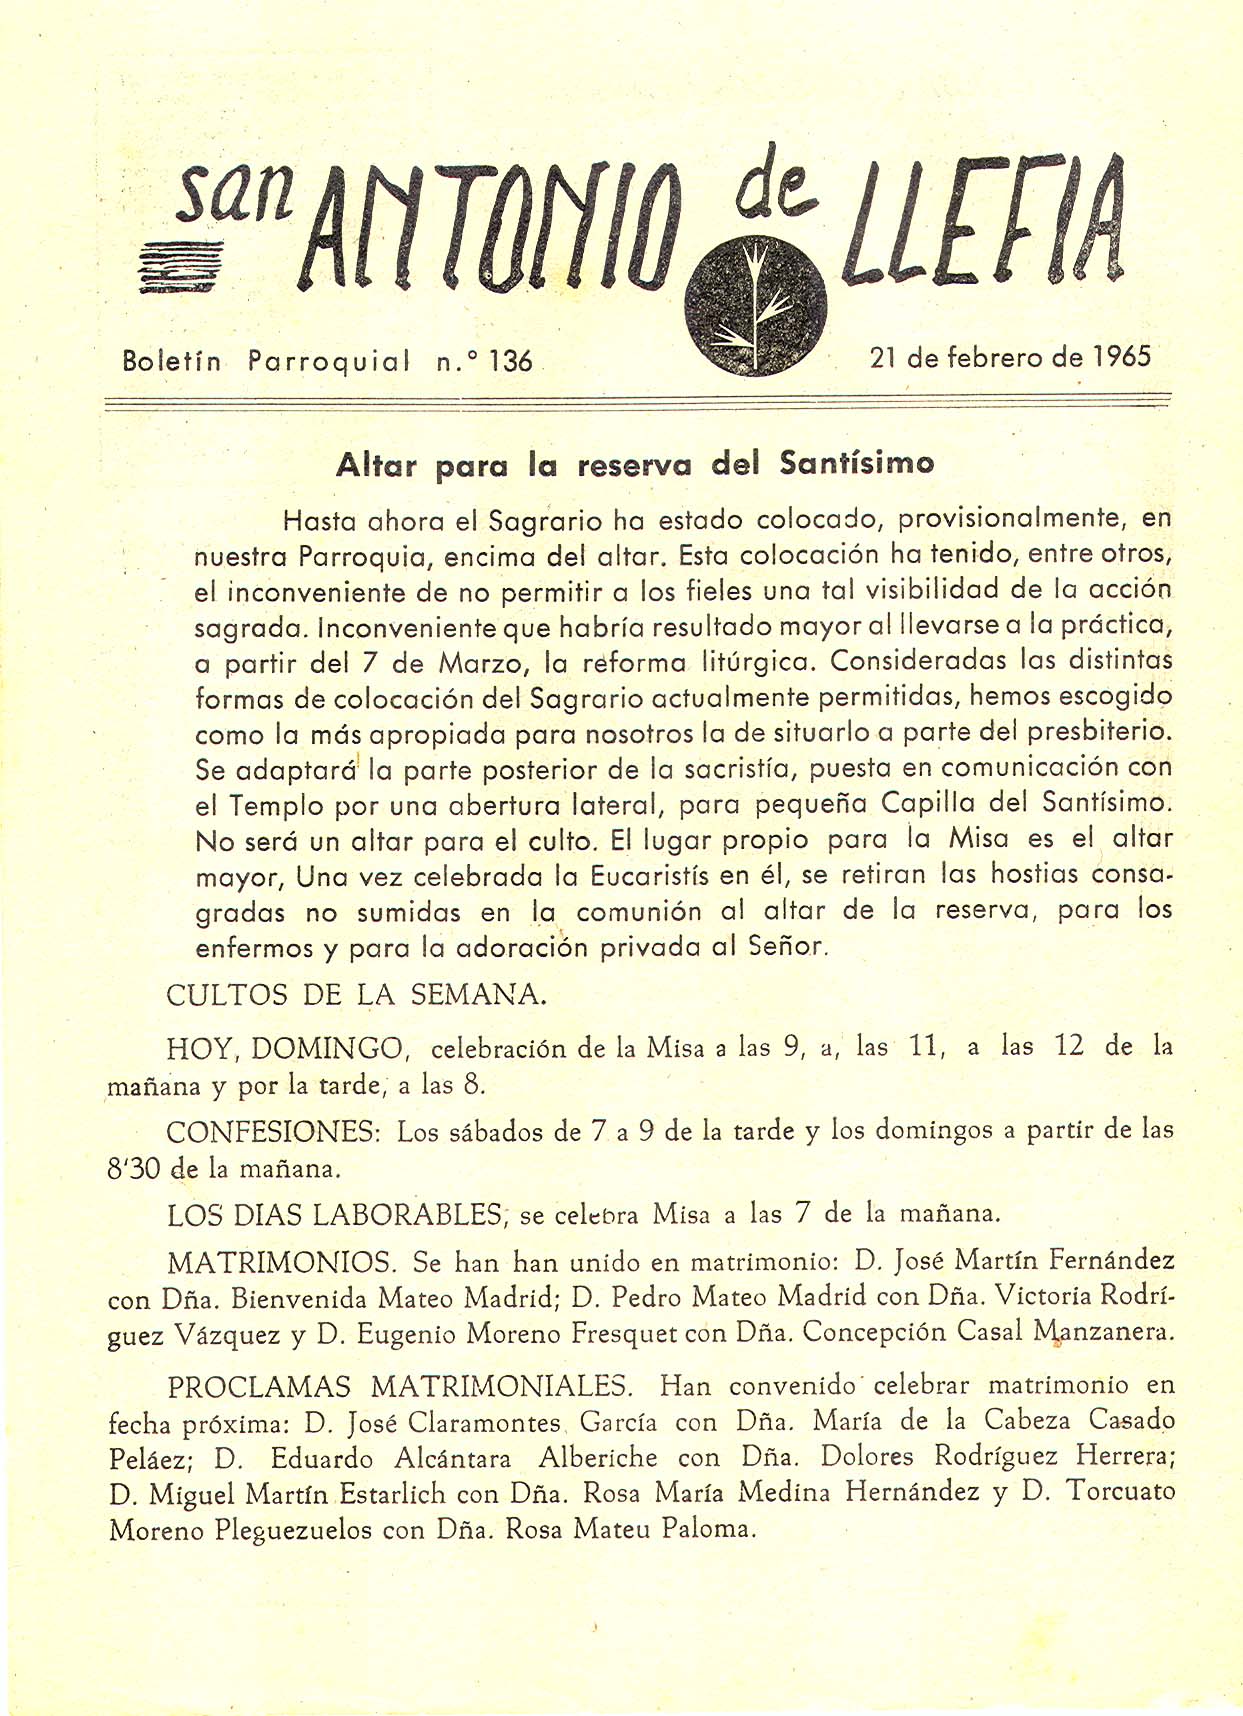 san ANTONIO de LLEFIA
Boletín Parroquial n.° 136
21 de febrero de 1965
Altar para la reserva del Santísimo
Hasta ahora el Sagrario ha estado colocado, provisionalmente, en
nuestra Parroquia, encima del altar. Esta colocación ha tenido, entre otros,
el inconveniente de no permitir a los fieles una tal visibilidad de la acción
sagrada. Inconveniente que habría resultado mayor al llevarse a la práctica,
a partir del 7 de Marzo, la reforma litúrgica. Consideradas las distintas
formas de colocación del Sagrario actualmente permitidas, hemos escogido
como la más apropiada para nosotros la de situarlo a parte del presbiterio.
Se adaptará la parte posterior de la sacristía, puesta en comunicación con
el Templo por una abertura lateral, para pequeña Capilla del Santísimo.
No será un altar para el culto. El lugar propio para la Misa es el altar
mayor, Una vez celebrada la Eucaristís en él, se retiran las hostias consa-
gradas no sumidas en la comunión al altar de la reserva, para los
enfermos y para la adoración privada al Señor.
CULTOS DE LA SEMANA.
HOY, DOMINGO, celebración de la Misa a las 9, a, las 11, a las 12 de la
mañana y por la tarde, a las 8.
CONFESIONES: Los sábados de 7 a 9 de la tarde y los domingos a partir de las
8'30 de la mañana.
LOS DIAS LABORABLES, se celebra Misa a las 7 de la mañana.
MATRIMONIOS. Se han han unido en matrimonio: D. José Martín Fernández
con Dña. Bienvenida Mateo Madrid; D. Pedro Mateo Madrid con Dña. Victoria Rodrí-
guez Vázquez y D. Eugenio Moreno Fresquet con Dña. Concepción Casal Manzanera.
PROCLAMAS MATRIMONIALES. Han convenido celebrar matrimonio en
fecha próxima: D. José Claramontes García con Dña. María de la Cabeza Casado
Peláez; D. Eduardo Alcántara Alberiche con Dña. Dolores Rodríguez Herrera;
D. Miguel Martín Estarlich con Dña. Rosa María Medina Hernández y D. Torcuato
Moreno Pleguezuelos con Dña. Rosa Mateu Paloma.